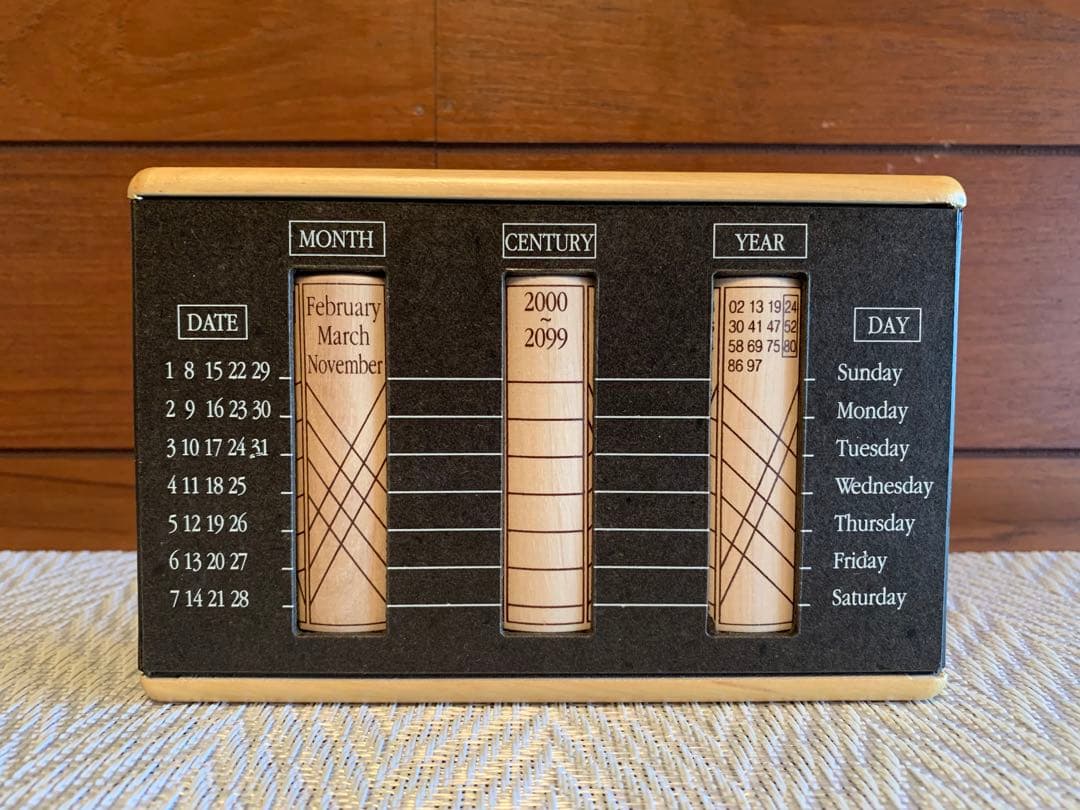 MONTH
CENTURY
YEAR
DATE
DAY
February
March
November
2000
~
2099
02 13 19 24
30 41 47 52
58 69 75 80
86 97
1 8 15 22 29
2 9 16 23 30
3 10 17 24 31
4 11 18 25
5 12 19 26
6 13 20 27
7 14 21 28
Sunday
Monday
Tuesday
Wednesday
Thursday
Friday
Saturday